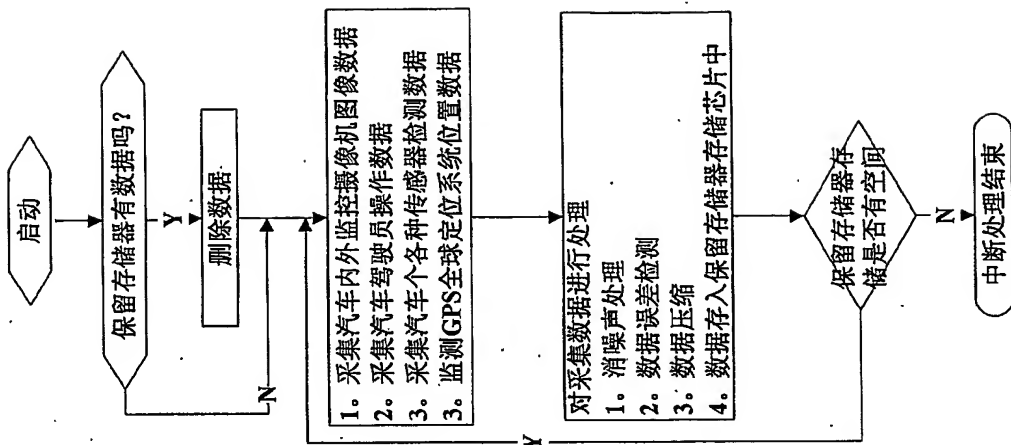 启动
保留存储器有数据吗?
Y
删除数据
N
1。采集汽车内外监控摄像机图像数据
2。采集汽车驾驶员操作数据
3。采集汽车个各种传感器检测数据
3。监测GPS全球定位系统位置数据
对采集数据进行处理
1。消噪声处理
2。数据误差检测
3。数据压缩
4。数据存入保留存储器存储芯片中
保留存储器存
储是否有空间
Y
N
中断处理结束